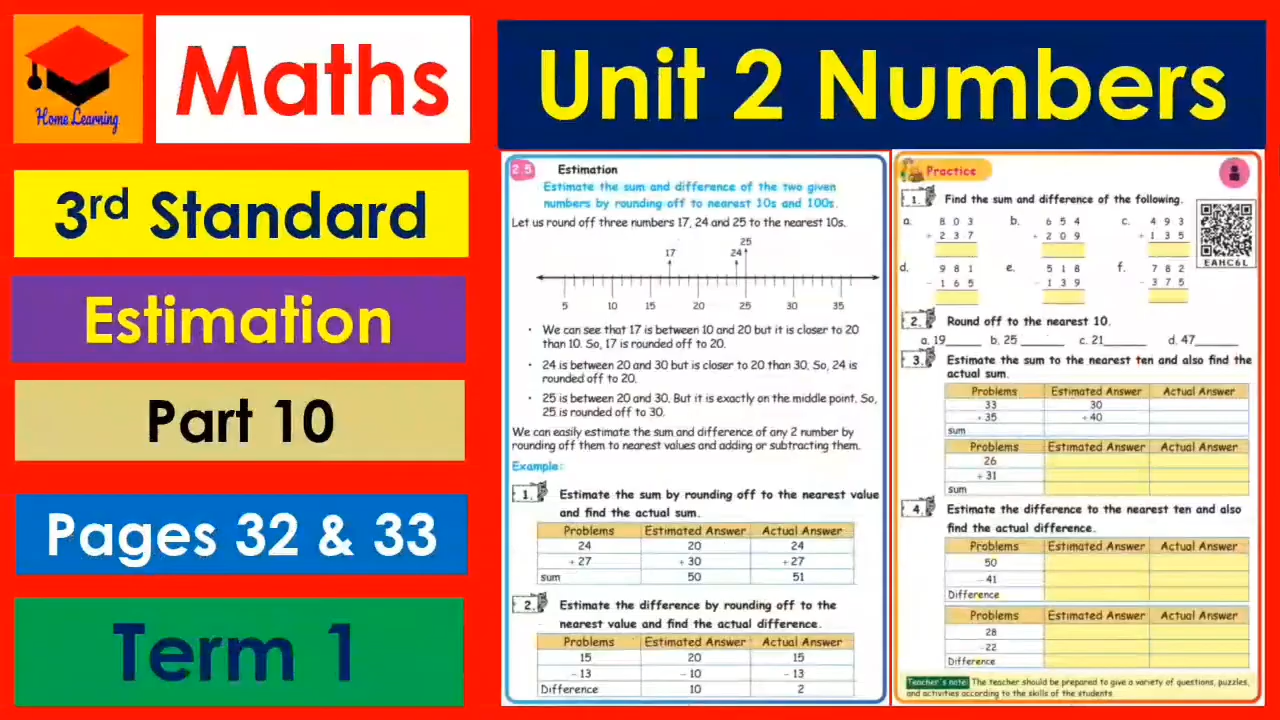 Home Learning
Maths
3rd Standard
Estimation
Part 10
Pages 32 & 33
Term 1
Unit 2 Numbers
2.5 Estimation
Estimate the sum and difference of the two given
numbers by rounding off to nearest 10s and 100s.
Let us round off three numbers 17, 24 and 25 to the nearest 10s.
25
17 24
5 10 15 20 25 30 35
• We can see that 17 is between 10 and 20 but it is closer to 20
than 10. So, 17 is rounded off to 20.
• 24 is between 20 and 30 but is closer to 20 than 30. So, 24 is
rounded off to 20.
• 25 is between 20 and 30. But it is exactly on the middle point. So,
25 is rounded off to 30.
We can easily estimate the sum and difference of any 2 number by
rounding off them to nearest values and adding or subtracting them.
Example:
1. Estimate the sum by rounding off to the nearest value
and find the actual sum.
Problems Estimated Answer Actual Answer
24 20 24
+ 27 + 30 + 27
sum 50 51
2. Estimate the difference by rounding off to the
nearest value and find the actual difference.
Problems Estimated Answer Actual Answer
15 20 15
- 13 - 10 - 13
Difference 10 2
Practice
1. Find the sum and difference of the following.
a. 8 0 3 b. 6 5 4 c. 4 9 3
+ 2 3 7 + 2 0 9 + 1 3 5
EAHC6L
d. 9 8 1 e. 5 1 8 f. 7 8 2
- 1 6 5 - 1 3 9 - 3 7 5
2. Round off to the nearest 10.
a. 19_____ b. 25 ______ c. 21______ d. 47______
3. Estimate the sum to the nearest ten and also find the
actual sum.
Problems Estimated Answer Actual Answer
33 30
+ 35 + 40
sum
Problems Estimated Answer Actual Answer
26
+ 31
sum
4. Estimate the difference to the nearest ten and also
find the actual difference.
Problems Estimated Answer Actual Answer
50
- 41
Difference
Problems Estimated Answer Actual Answer
28
- 22
Difference
Teacher's note: The teacher should be prepared to give a variety of questions, puzzles,
and activities according to the skills of the students